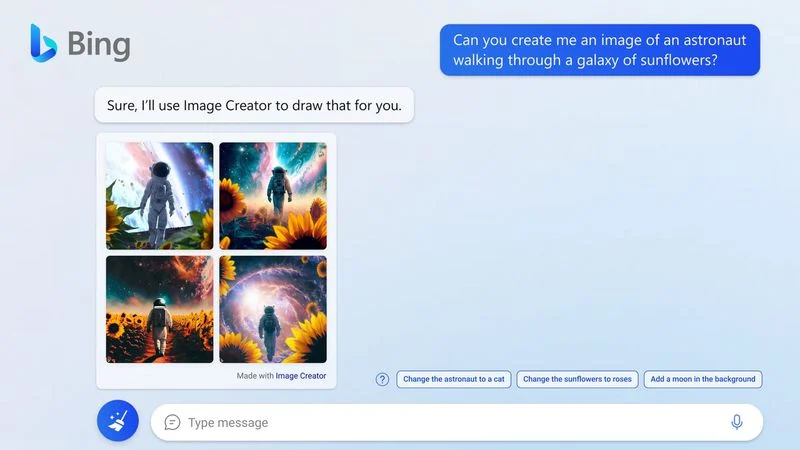 Bing
Can you create me an image of an astronaut
walking through a galaxy of sunflowers?
Sure, I'll use Image Creator to draw that for you.
Made with Image Creator
?
Change the astronaut to a cat
Change the sunflowers to roses
Add a moon in the background
Type message